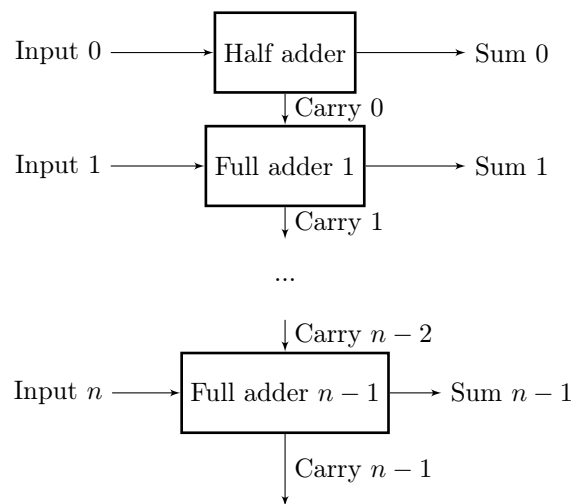 Input 0
Half adder
Sum 0
Carry 0
Input 1
Full adder 1
Sum 1
Carry 1
...
Carry n − 2
Input n
Full adder n − 1
Sum n − 1
Carry n − 1